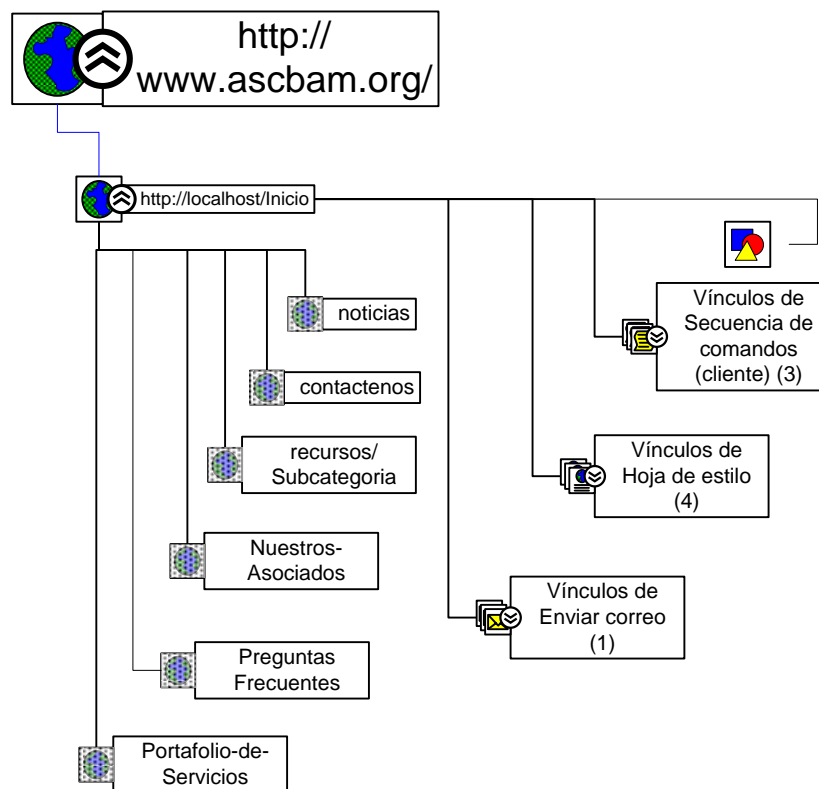 http://
www.ascbam.org/
http://localhost/Inicio
noticias
contactenos
recursos/
Subcategoria
Nuestros-
Asociados
Preguntas
Frecuentes
Portafolio-de-
Servicios
Vínculos de
Secuencia de
comandos
(cliente) (3)
Vínculos de
Hoja de estilo
(4)
Vínculos de
Enviar correo
(1)